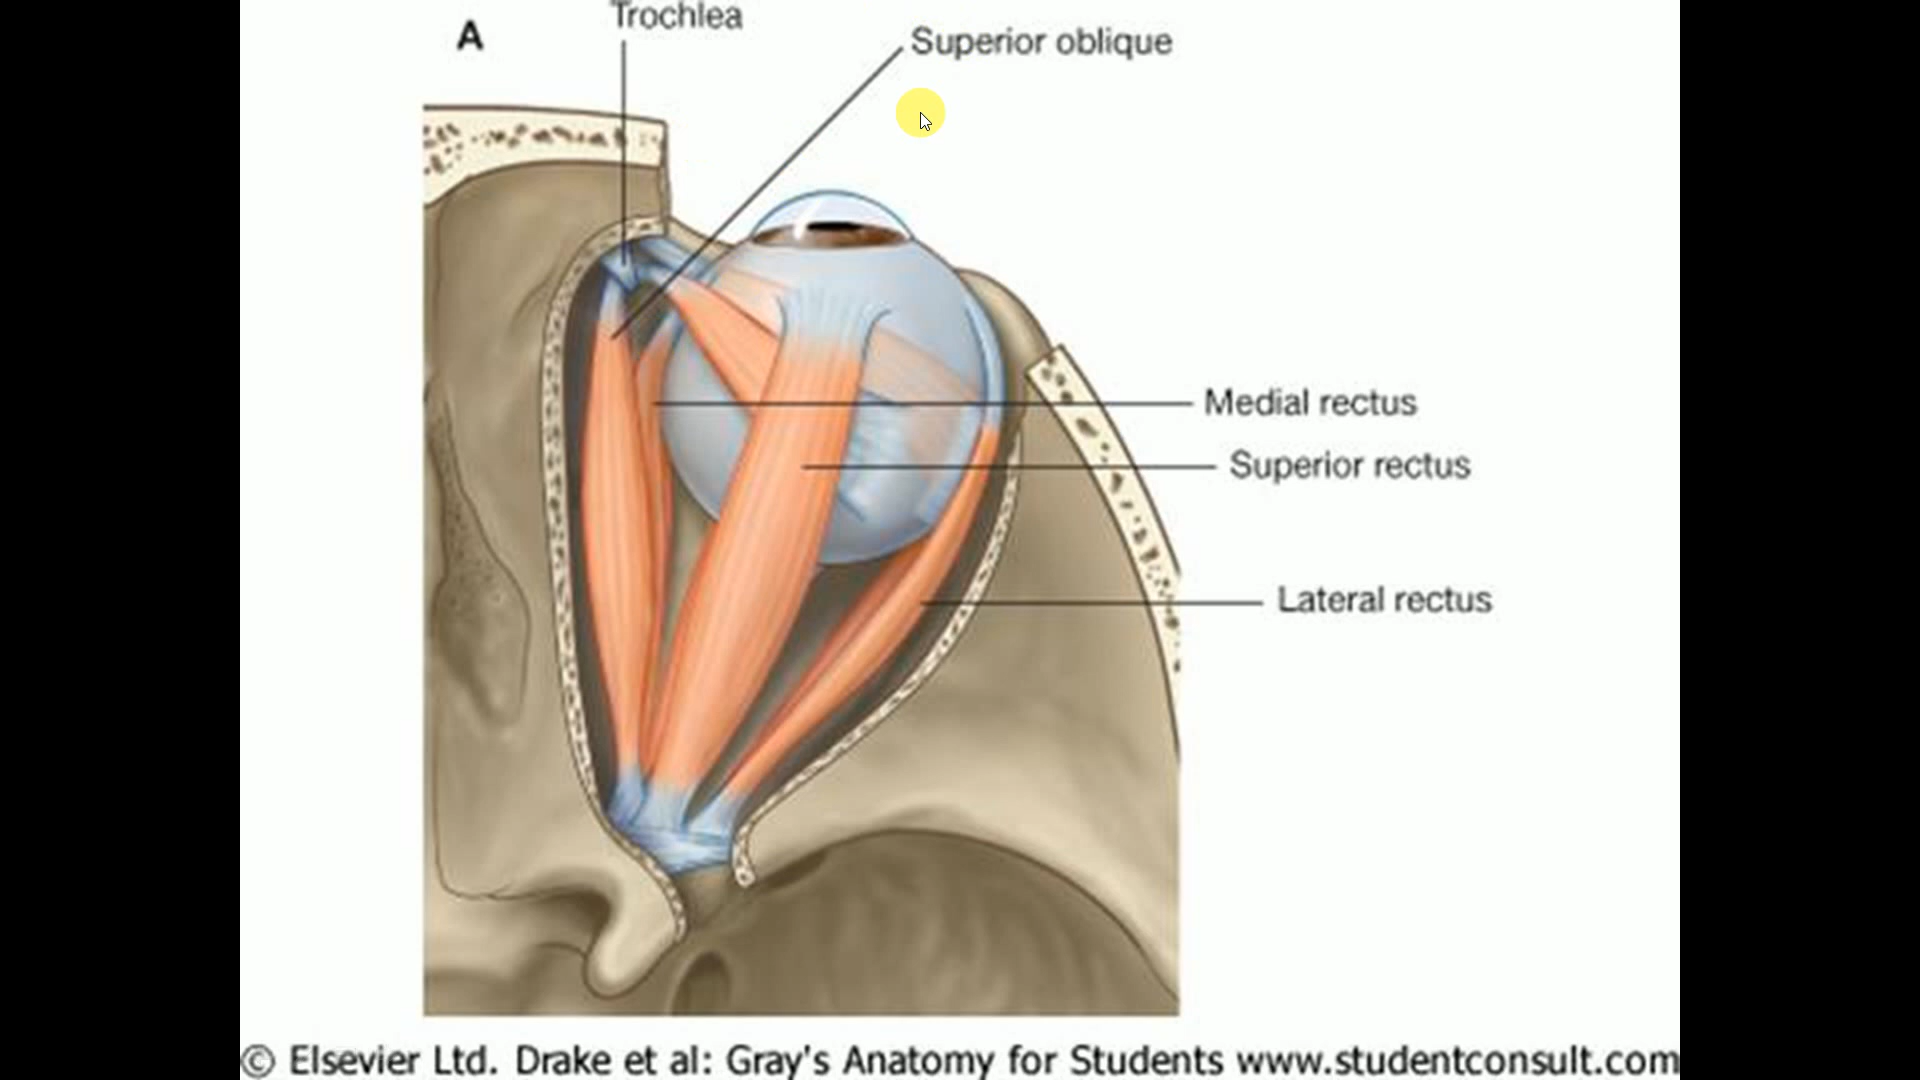 Trochlea
A
Superior oblique
Medial rectus
Superior rectus
Lateral rectus
© Elsevier Ltd. Drake et al: Gray's Anatomy for Students www.studentconsult.com